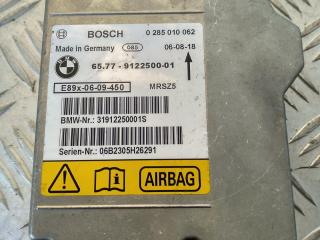 BOSCH 0 285 010 062
Made in Germany 085 06-08-18
65.77 - 9122500-01
E89x-06-09-450 MRSZ5
BMW-Nr.: 31912250001S
Serien-Nr.: 06B2305H26291
AIRBAG